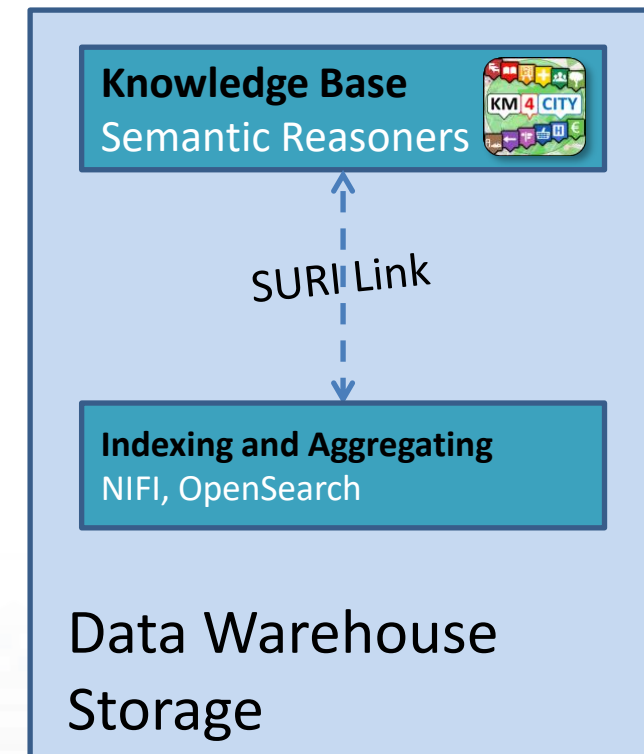 Knowledge Base
Semantic Reasoners
KM 4 CITY
SURI Link
Indexing and Aggregating
NIFI, OpenSearch
Data Warehouse
Storage